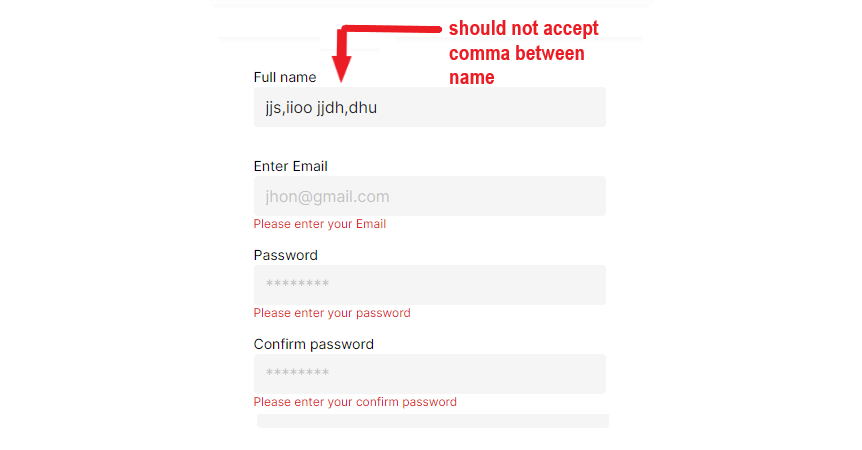 should not accept
comma between
name
Full name
jjs,iioo jjdh,dhu
Enter Email
jhon@gmail.com
Please enter your Email
Password
********
Please enter your password
Confirm password
********
Please enter your confirm password